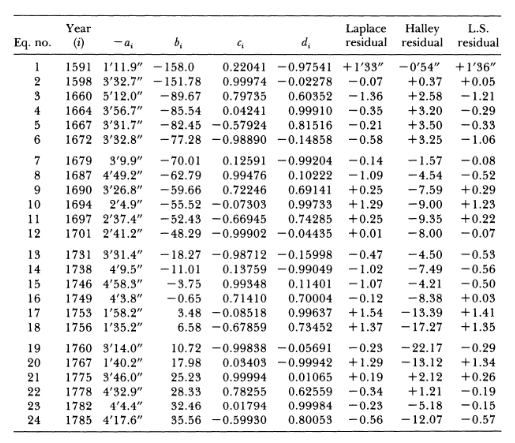 Year Laplace Halley L.S.
Eq. no. (i) −aᵢ bᵢ cᵢ dᵢ residual residual residual
1 1591 1'11.9" −158.0 0.22041 −0.97541 +1'33" −0'54" +1'36"
2 1598 3'32.7" −151.78 0.99974 −0.02278 −0.07 +0.37 +0.05
3 1660 5'12.0" −89.67 0.79735 0.60352 −1.36 +2.58 −1.21
4 1664 3'56.7" −85.54 0.04241 0.99910 −0.35 +3.20 −0.29
5 1667 3'31.7" −82.45 −0.57924 0.81516 −0.21 +3.50 −0.33
6 1672 3'32.8" −77.28 −0.98890 −0.14858 −0.58 +3.25 −1.06
7 1679 3'9.9" −70.01 0.12591 −0.99204 −0.14 −1.57 −0.08
8 1687 4'49.2" −62.79 0.99476 0.10222 −1.09 −4.54 −0.52
9 1690 3'26.8" −59.66 0.72246 0.69141 +0.25 −7.59 +0.29
10 1694 2'4.9" −55.52 −0.07303 0.99733 +1.29 −9.00 +1.23
11 1697 2'37.4" −52.43 −0.66945 0.74285 +0.25 −9.35 +0.22
12 1701 2'41.2" −48.29 −0.99902 −0.04435 +0.01 −8.00 −0.07
13 1731 3'31.4" −18.27 −0.98712 −0.15998 −0.47 −4.50 −0.53
14 1738 4'9.5" −11.01 0.13759 −0.99049 −1.02 −7.49 −0.56
15 1746 4'58.3" −3.75 0.99348 0.11401 −1.07 −4.21 −0.50
16 1749 4'3.8" −0.65 0.71410 0.70004 −0.12 −8.38 +0.03
17 1753 1'58.2" 3.48 −0.08518 0.99637 +1.54 −13.39 +1.41
18 1756 1'35.2" 6.58 −0.67859 0.73452 +1.37 −17.27 +1.35
19 1760 3'14.0" 10.72 −0.99838 −0.05691 −0.23 −22.17 −0.29
20 1767 1'40.2" 17.98 0.03403 −0.99942 +1.29 −13.12 +1.34
21 1775 3'46.0" 25.23 0.99994 0.01065 +0.19 +2.12 +0.26
22 1778 4'32.9" 28.33 0.78255 0.62559 −0.34 +1.21 −0.19
23 1782 4'4.4" 32.46 0.01794 0.99984 −0.23 −5.18 −0.15
24 1785 4'17.6" 35.56 −0.59930 0.80053 −0.56 −12.07 −0.57